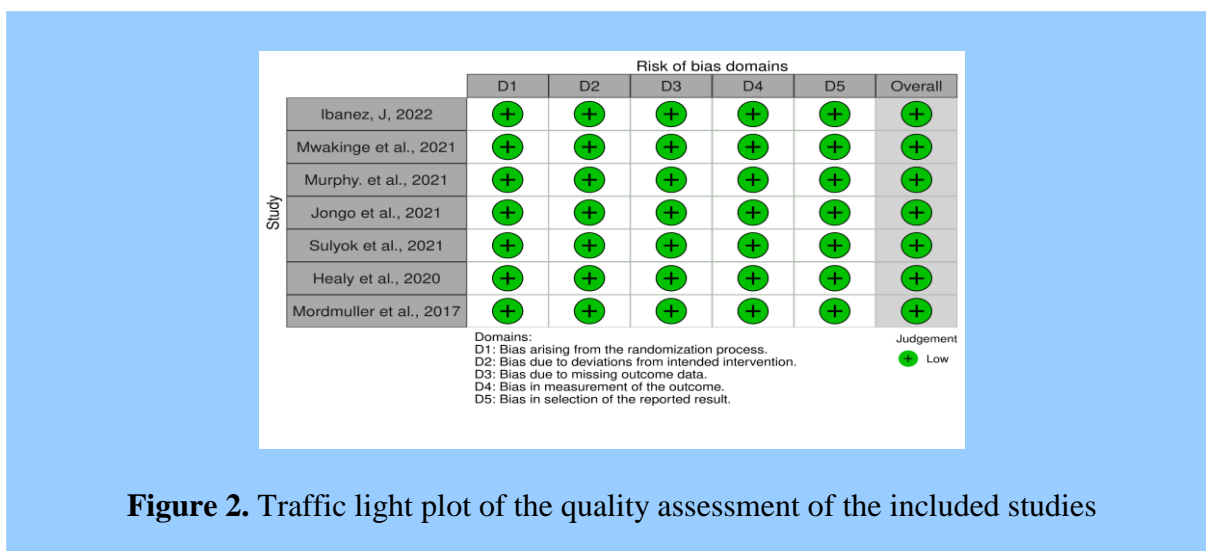 Risk of bias domains
D1 D2 D3 D4 D5 Overall
Study
Ibanez, J, 2022 + + + + + +
Mwakinge et al., 2021 + + + + + +
Murphy. et al., 2021 + + + + + +
Jongo et al., 2021 + + + + + +
Sulyok et al., 2021 + + + + + +
Healy et al., 2020 + + + + + +
Mordmuller et al., 2017 + + + + + +
Domains:
D1: Bias arising from the randomization process.
D2: Bias due to deviations from intended intervention.
D3: Bias due to missing outcome data.
D4: Bias in measurement of the outcome.
D5: Bias in selection of the reported result.
Judgement
+ Low
Figure 2. Traffic light plot of the quality assessment of the included studies